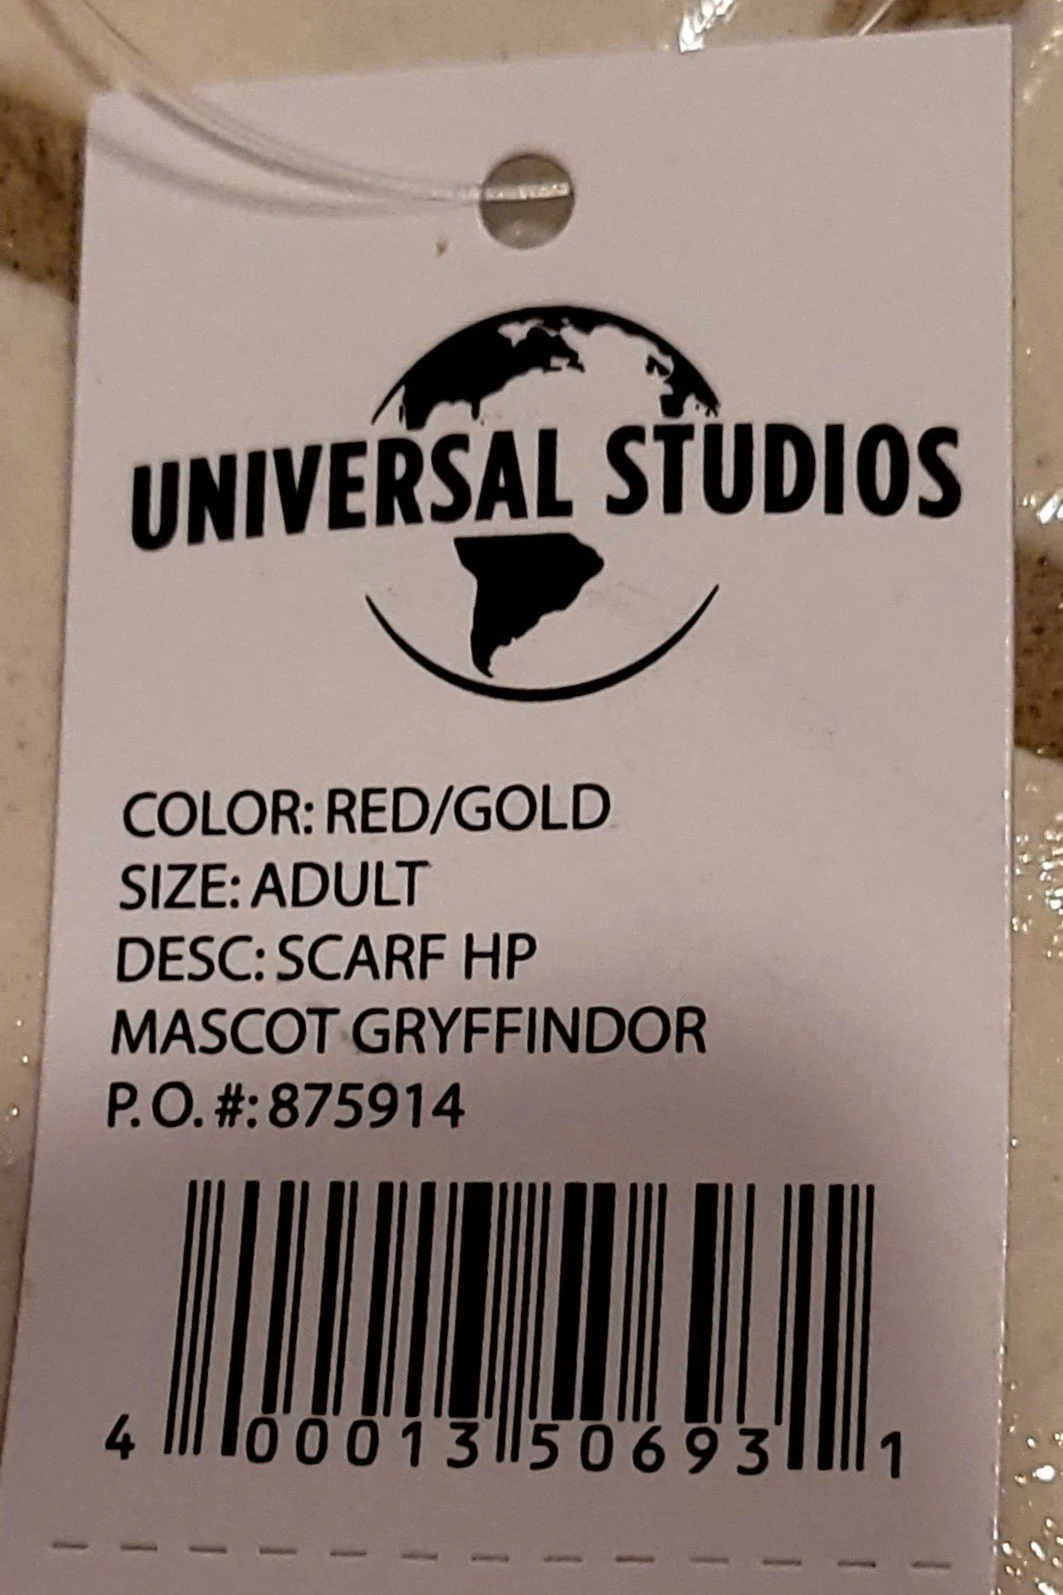 UNIVERSAL STUDIOS
COLOR: RED/GOLD
SIZE: ADULT
DESC: SCARF HP
MASCOT GRYFFINDOR
P.O. #: 875914
4 00013 50693 1